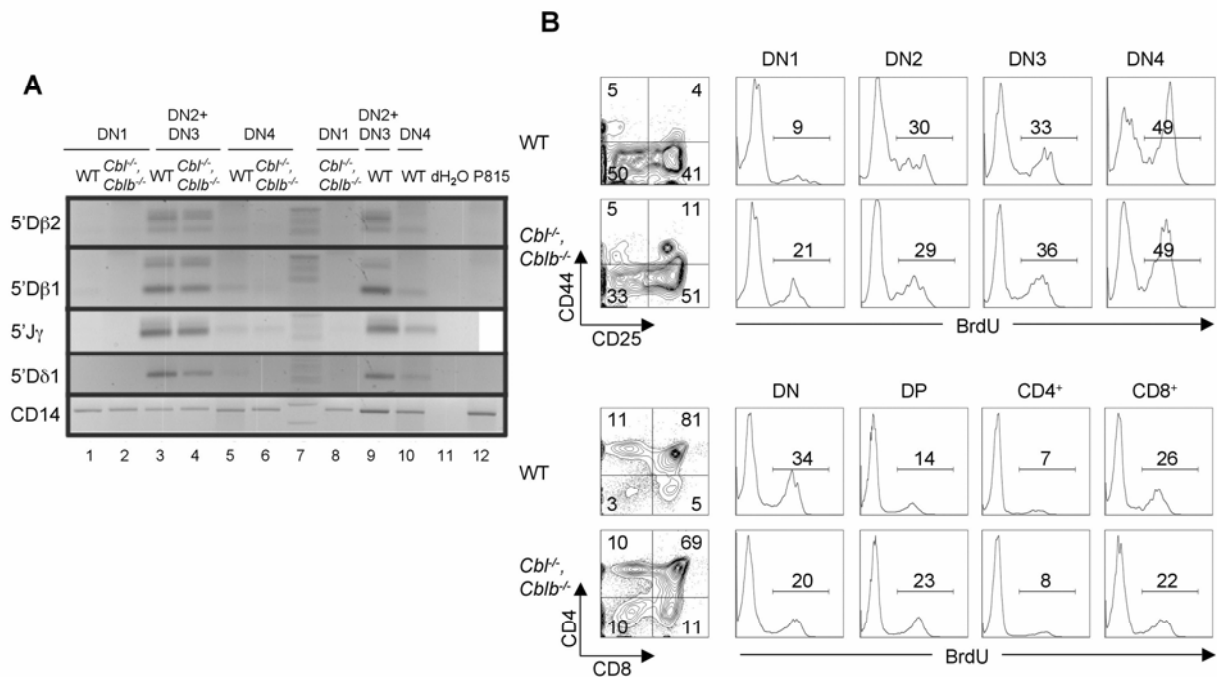 A
DN1
DN2+
DN3
DN4
DN1
DN2+
DN3
DN4
WT Cbl-/-, Cblb-/- WT Cbl-/-, Cblb-/- WT Cbl-/-, Cblb-/- Cbl-/-, Cblb-/- WT WT dH₂O P815
5'Dβ2
5'Dβ1
5'Jγ
5'Dδ1
CD14
1 2 3 4 5 6 7 8 9 10 11 12
B
DN1 DN2 DN3 DN4
WT
5 4
50 41
9 30 33 49
Cbl-/-,
Cblb-/-
5 11
33 51
21 29 36 49
CD44
CD25
BrdU
DN DP CD4⁺ CD8⁺
WT
11 81
3 5
34 14 7 26
Cbl-/-,
Cblb-/-
10 69
10 11
20 23 8 22
CD4
CD8
BrdU